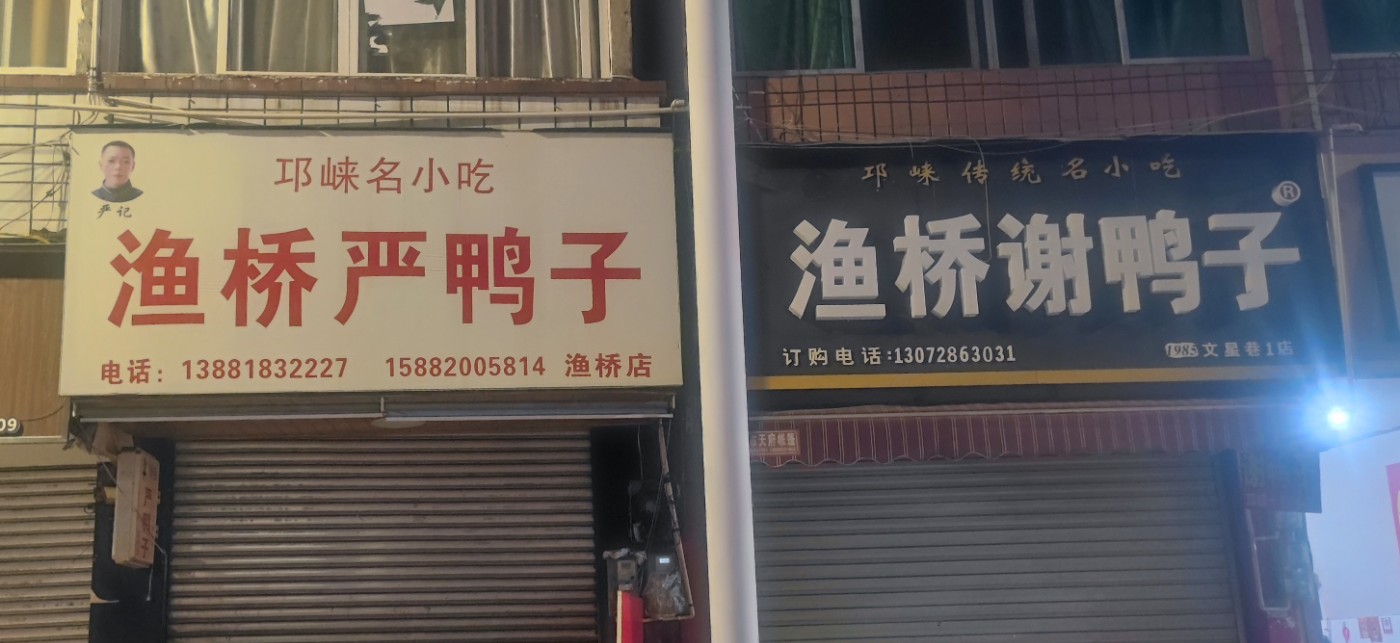 邛崃名小吃
严记
渔桥严鸭子
电话：13881832227 15882005814 渔桥店
严鸭子
09
邛崃传统名小吃
®
渔桥谢鸭子
订购电话:13072863031
1985 文星巷1店